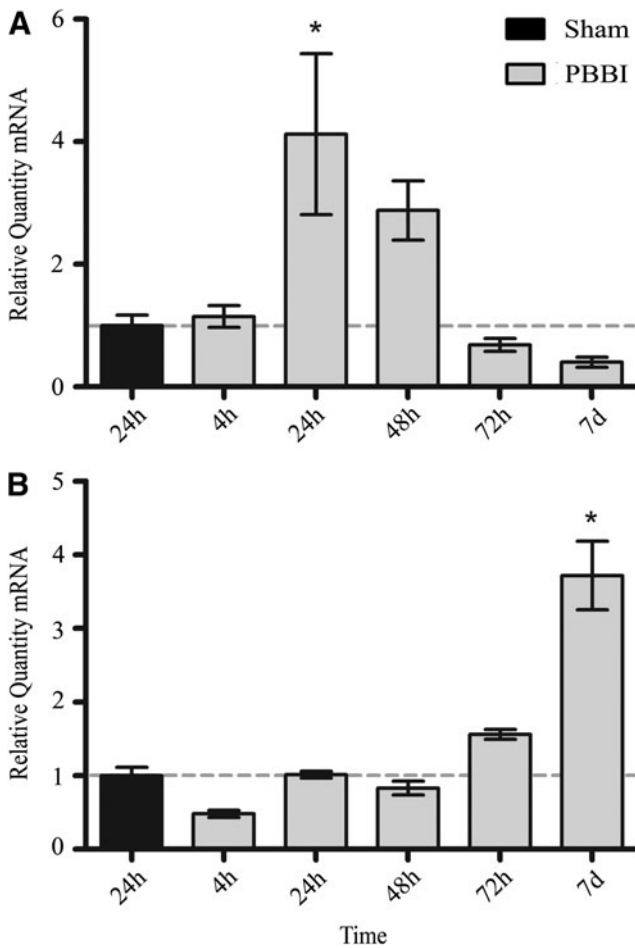 A
Relative Quantity mRNA
6
4
2
1
0
*
Sham
PBBI
24h
4h
24h
48h
72h
7d
B
Relative Quantity mRNA
5
4
3
2
1
0
*
24h
4h
24h
48h
72h
7d
Time